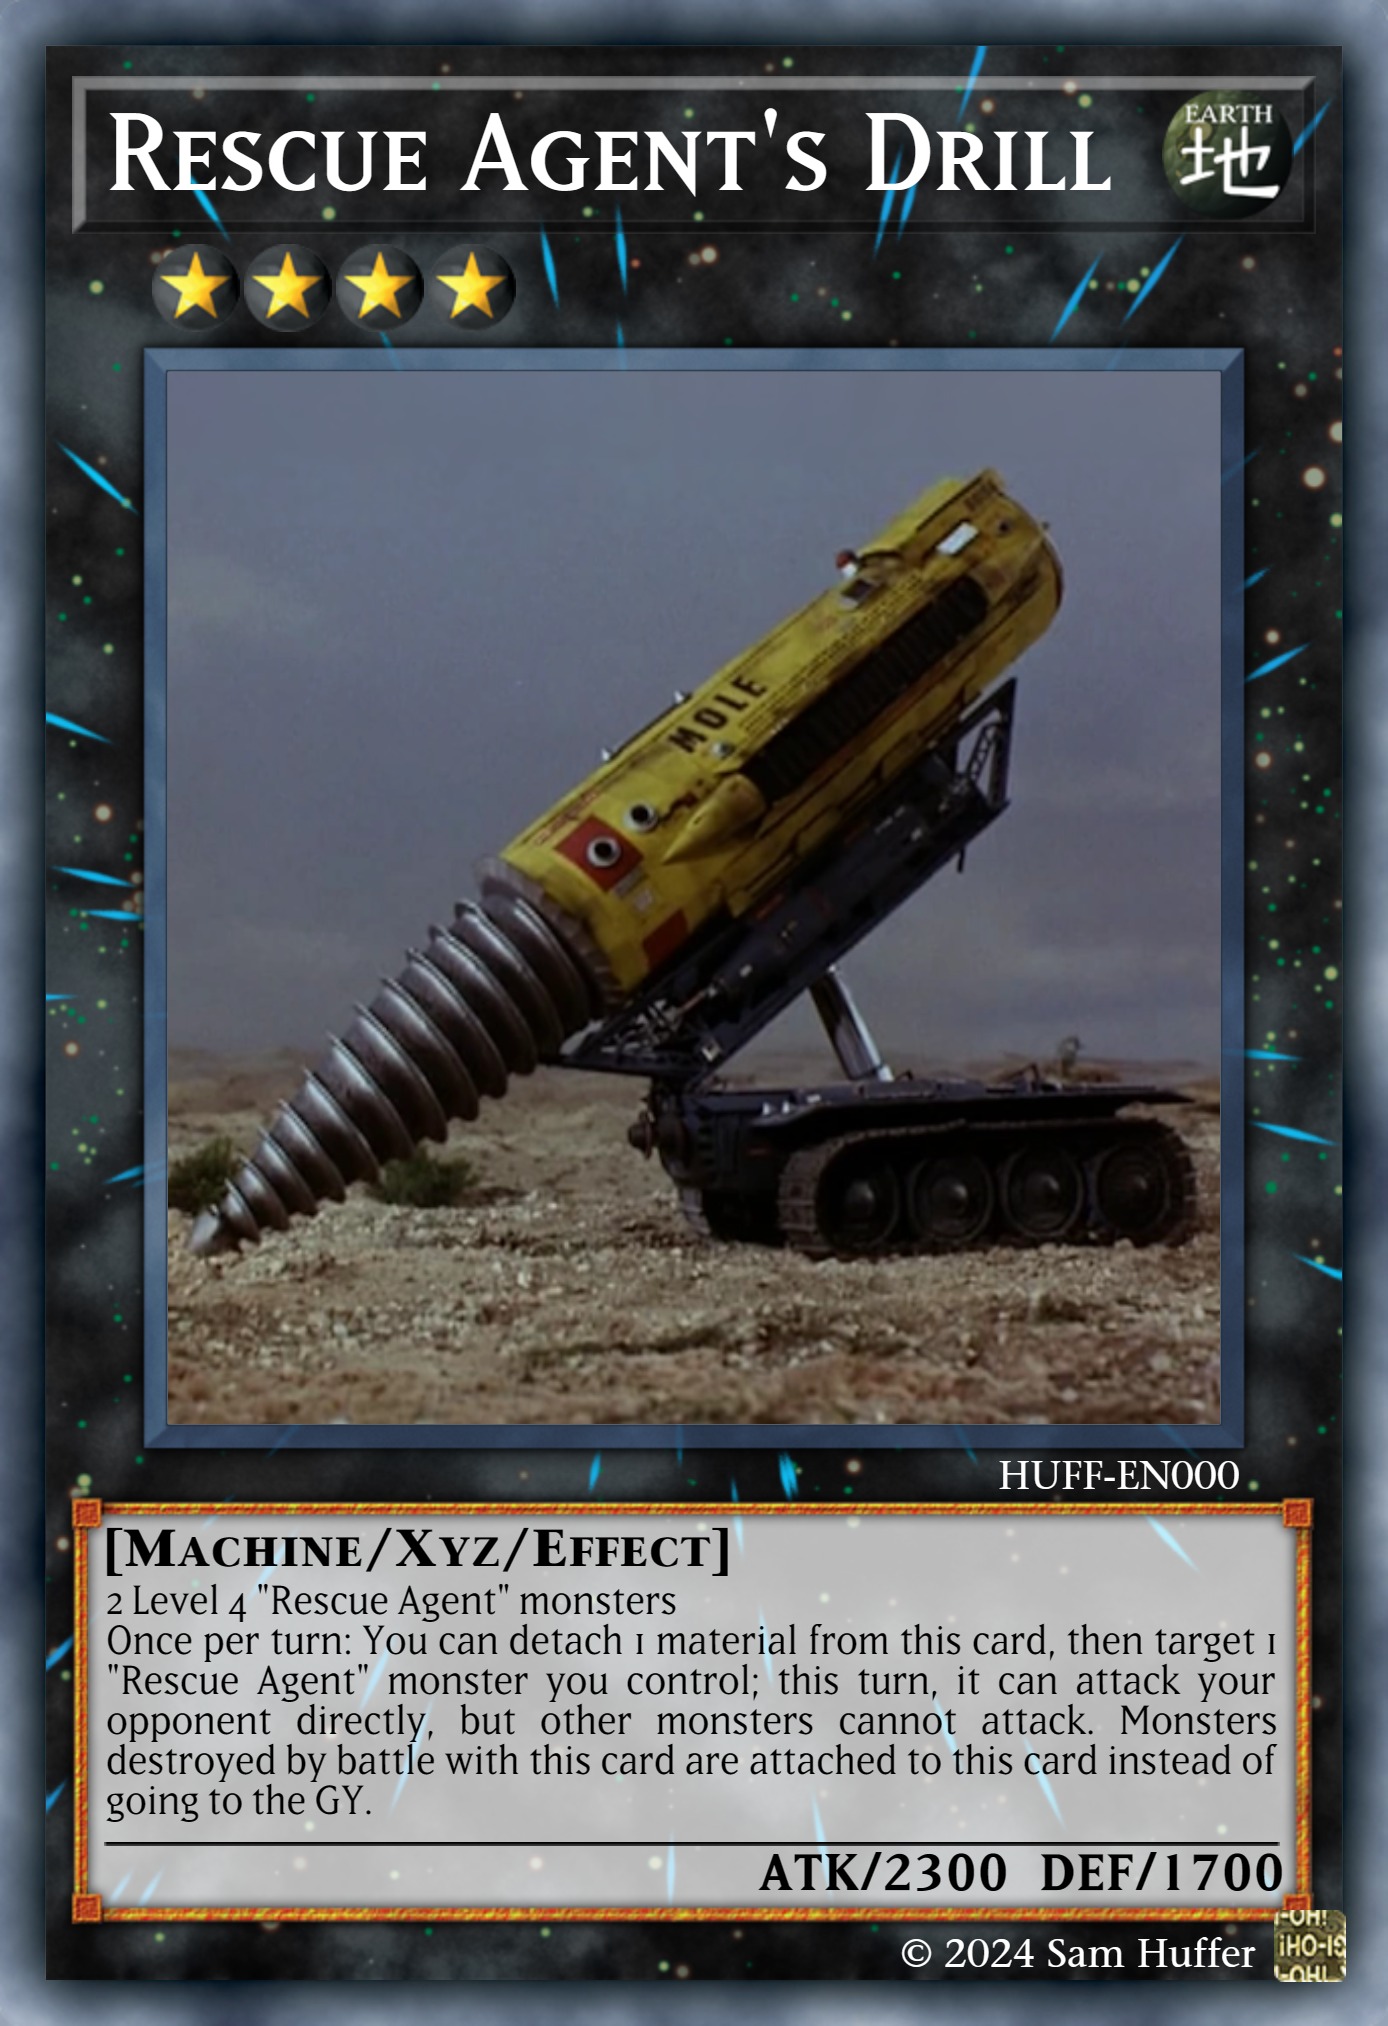 Rescue Agent's Drill
EARTH
地
MOLE
HUFF-EN000
[Machine/Xyz/Effect]
2 Level 4 "Rescue Agent" monsters
Once per turn: You can detach 1 material from this card, then target 1
"Rescue Agent" monster you control; this turn, it can attack your
opponent directly, but other monsters cannot attack. Monsters
destroyed by battle with this card are attached to this card instead of
going to the GY.
ATK/2300 DEF/1700
© 2024 Sam Huffer
-OH!
-OH!